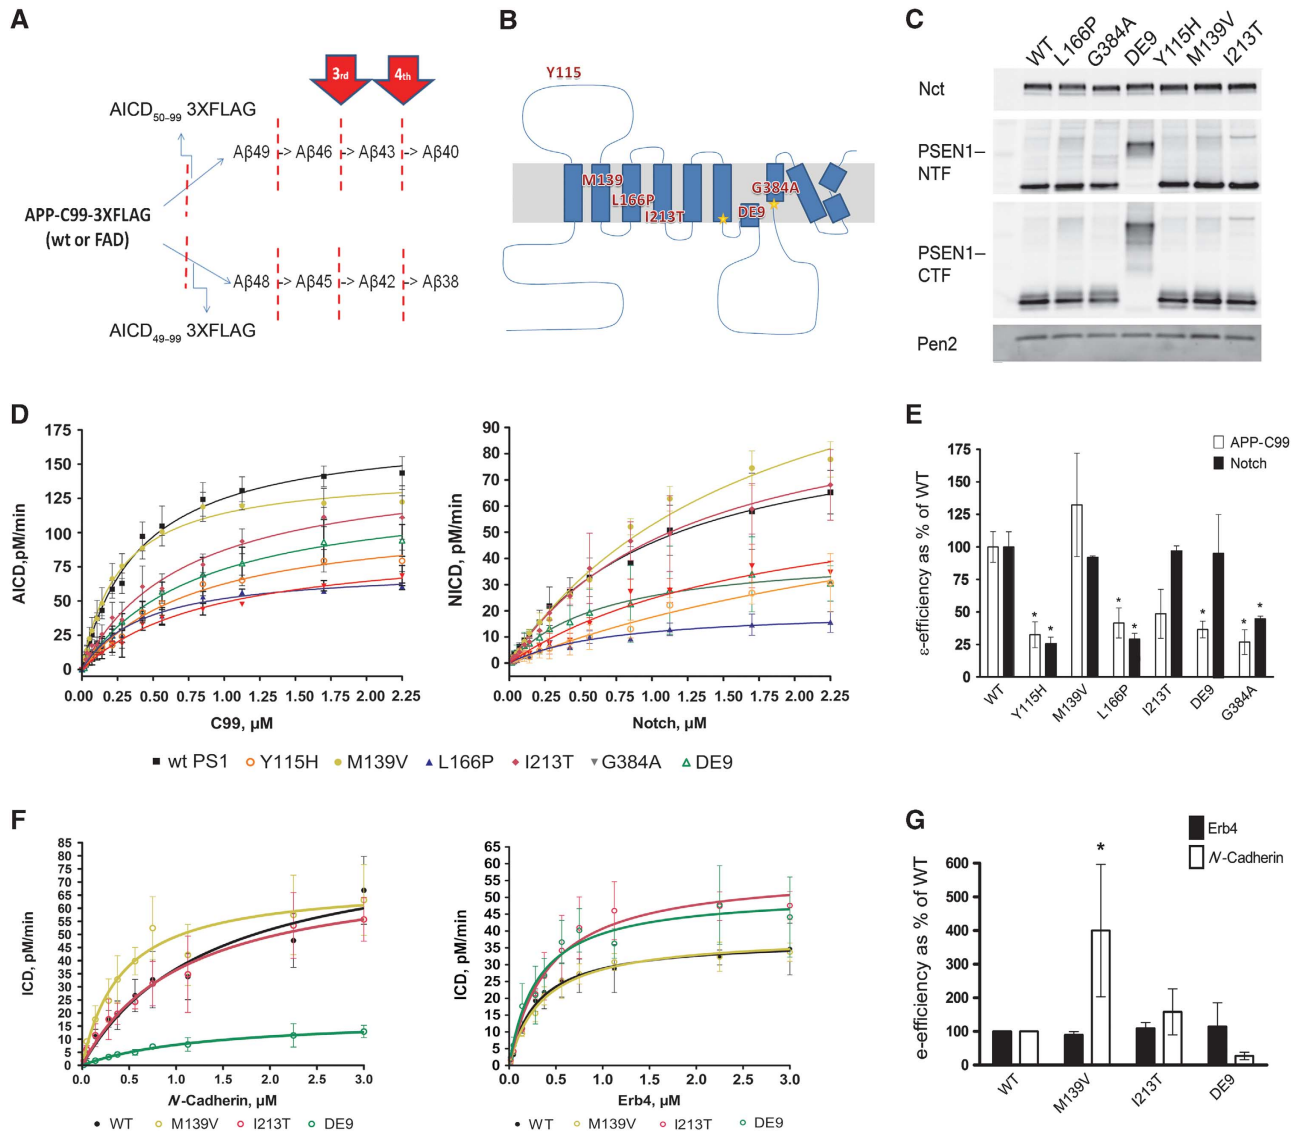 A
3rd
4th
AICD50–99 3XFLAG
Aβ49 -> Aβ46 -> Aβ43 -> Aβ40
APP-C99-3XFLAG
(wt or FAD)
Aβ48 -> Aβ45 -> Aβ42 -> Aβ38
AICD49–99 3XFLAG
B
Y115
M139
L166P
I213T
DE9
G384A
C
WT
L166P
G384A
DE9
Y115H
M139V
I213T
Nct
PSEN1–
NTF
PSEN1–
CTF
Pen2
D
AICD,pM/min
175
150
125
100
75
50
25
0
0.00 0.25 0.50 0.75 1.00 1.25 1.50 1.75 2.00 2.25
C99, µM
NICD, pM/min
90
80
70
60
50
40
30
20
10
0
0.00 0.25 0.50 0.75 1.00 1.25 1.50 1.75 2.00 2.25
Notch, µM
wt PS1 Y115H M139V L166P I213T G384A DE9
E
APP-C99
Notch
ε-efficiency as % of WT
175
150
125
100
75
50
25
0
* * * * * * *
WT
Y115H
M139V
L166P
I213T
DE9
G384A
F
ICD, pM/min
85
80
75
70
65
60
55
50
45
40
35
30
25
20
15
10
5
0
0.0 0.5 1.0 1.5 2.0 2.5 3.0
N-Cadherin, µM
WT M139V I213T DE9
ICD, pM/min
65
60
55
50
45
40
35
30
25
20
15
10
5
0
0.0 0.5 1.0 1.5 2.0 2.5 3.0
Erb4, µM
WT M139V I213T DE9
G
Erb4
N-Cadherin
e-efficiency as % of WT
600
500
400
300
200
100
0
*
WT
M139V
I213T
DE9